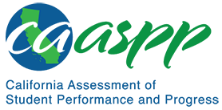 caaspp
California Assessment of
Student Performance and Progress